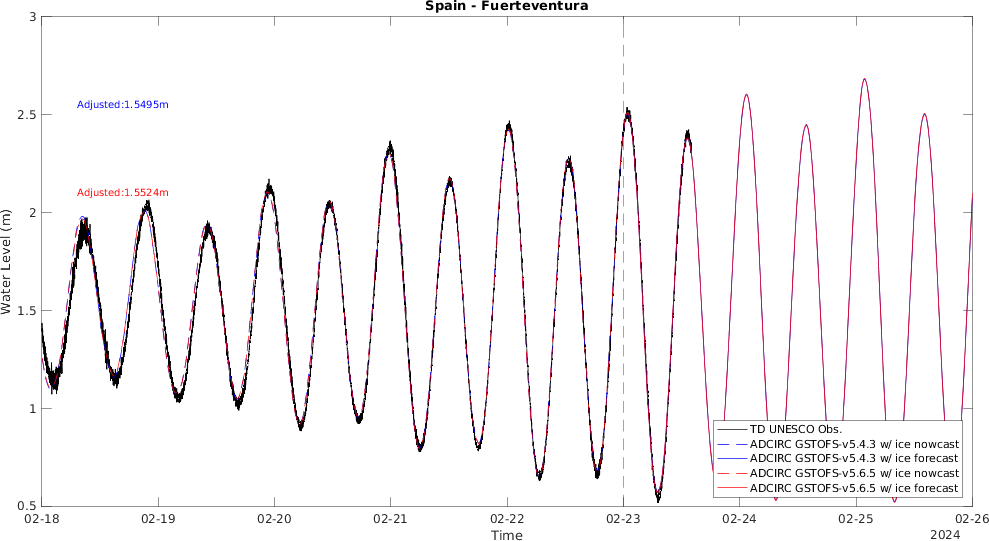 Spain - Fuerteventura
3
2.5
2
1.5
1
0.5
Water Level (m)
Adjusted:1.5495m
Adjusted:1.5524m
TD UNESCO Obs.
ADCIRC GSTOFS-v5.4.3 w/ ice nowcast
ADCIRC GSTOFS-v5.4.3 w/ ice forecast
ADCIRC GSTOFS-v5.6.5 w/ ice nowcast
ADCIRC GSTOFS-v5.6.5 w/ ice forecast
02-18 02-19 02-20 02-21 02-22 02-23 02-24 02-25 02-26
Time
2024